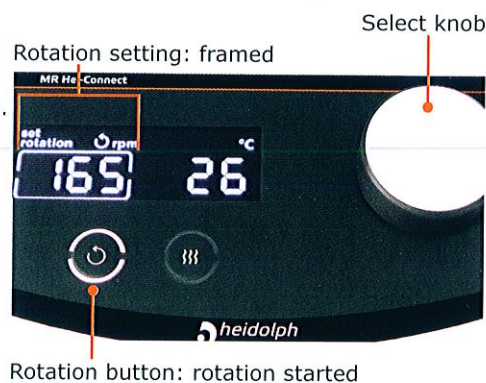 Select knob
Rotation setting: framed
MR Hei-Connect
set
rotation rpm °C
165 26
heidolph
Rotation button: rotation started